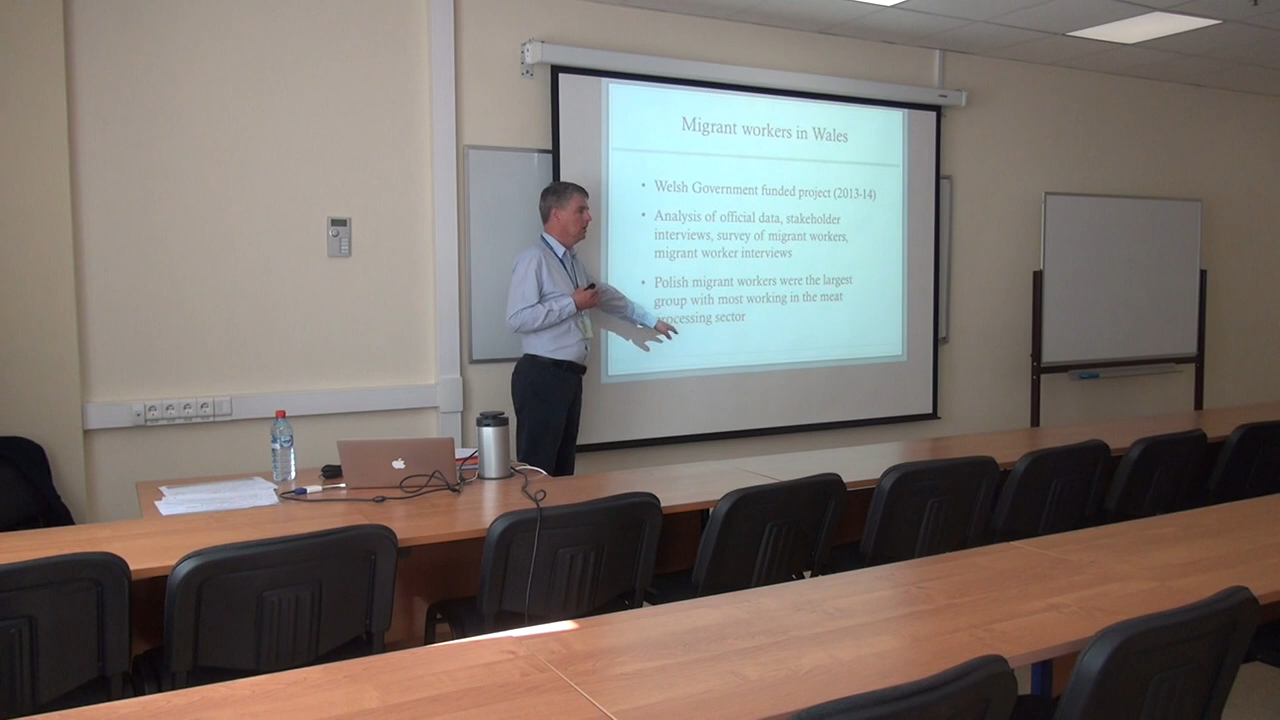 Migrant workers in Wales
• Welsh Government funded project (2013-14)
• Analysis of official data, stakeholder
interviews, survey of migrant workers,
migrant worker interviews
• Polish migrant workers were the largest
group with most working in the meat
processing sector